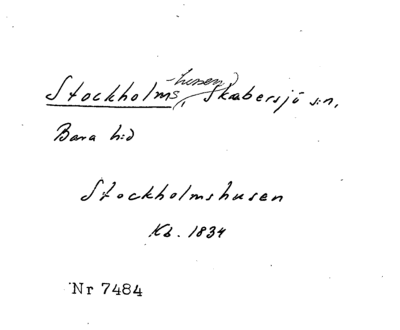 Stockholms-husen, Skabersjö s:n,
Bara h:d
Stockholmshusen
Kb. 1834
Nr 7484